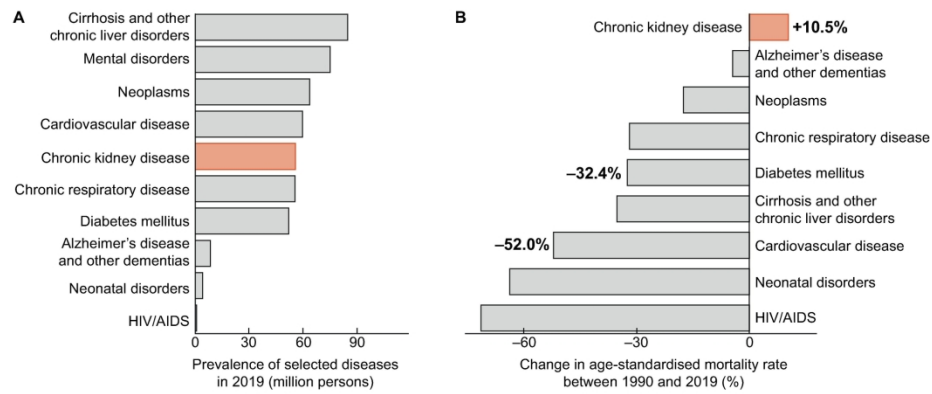 A
Cirrhosis and other
chronic liver disorders
Mental disorders
Neoplasms
Cardiovascular disease
Chronic kidney disease
Chronic respiratory disease
Diabetes mellitus
Alzheimer’s disease
and other dementias
Neonatal disorders
HIV/AIDS
0 30 60 90
Prevalence of selected diseases
in 2019 (million persons)
B
Chronic kidney disease +10.5%
Alzheimer’s disease
and other dementias
Neoplasms
Chronic respiratory disease
–32.4% Diabetes mellitus
Cirrhosis and other
chronic liver disorders
–52.0% Cardiovascular disease
Neonatal disorders
HIV/AIDS
–60 –30 0
Change in age-standardised mortality rate
between 1990 and 2019 (%)